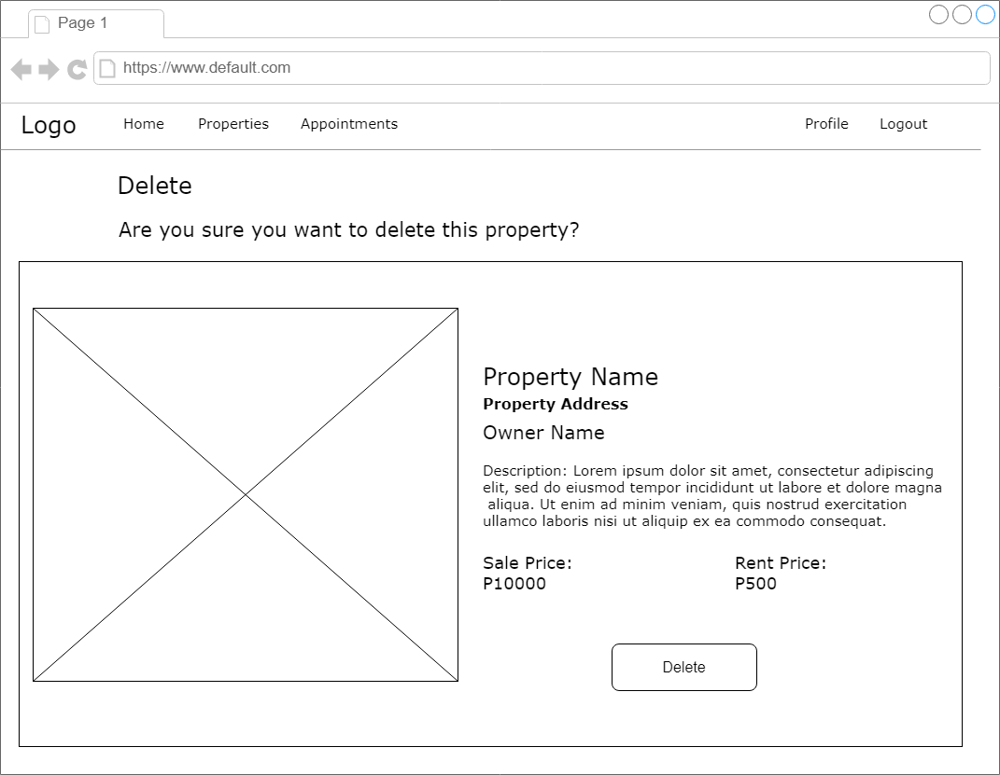 Page 1
https://www.default.com
Logo Home Properties Appointments Profile Logout
Delete
Are you sure you want to delete this property?
Property Name
Property Address
Owner Name
Description: Lorem ipsum dolor sit amet, consectetur adipiscing
elit, sed do eiusmod tempor incididunt ut labore et dolore magna
aliqua. Ut enim ad minim veniam, quis nostrud exercitation
ullamco laboris nisi ut aliquip ex ea commodo consequat.
Sale Price: Rent Price:
P10000 P500
Delete